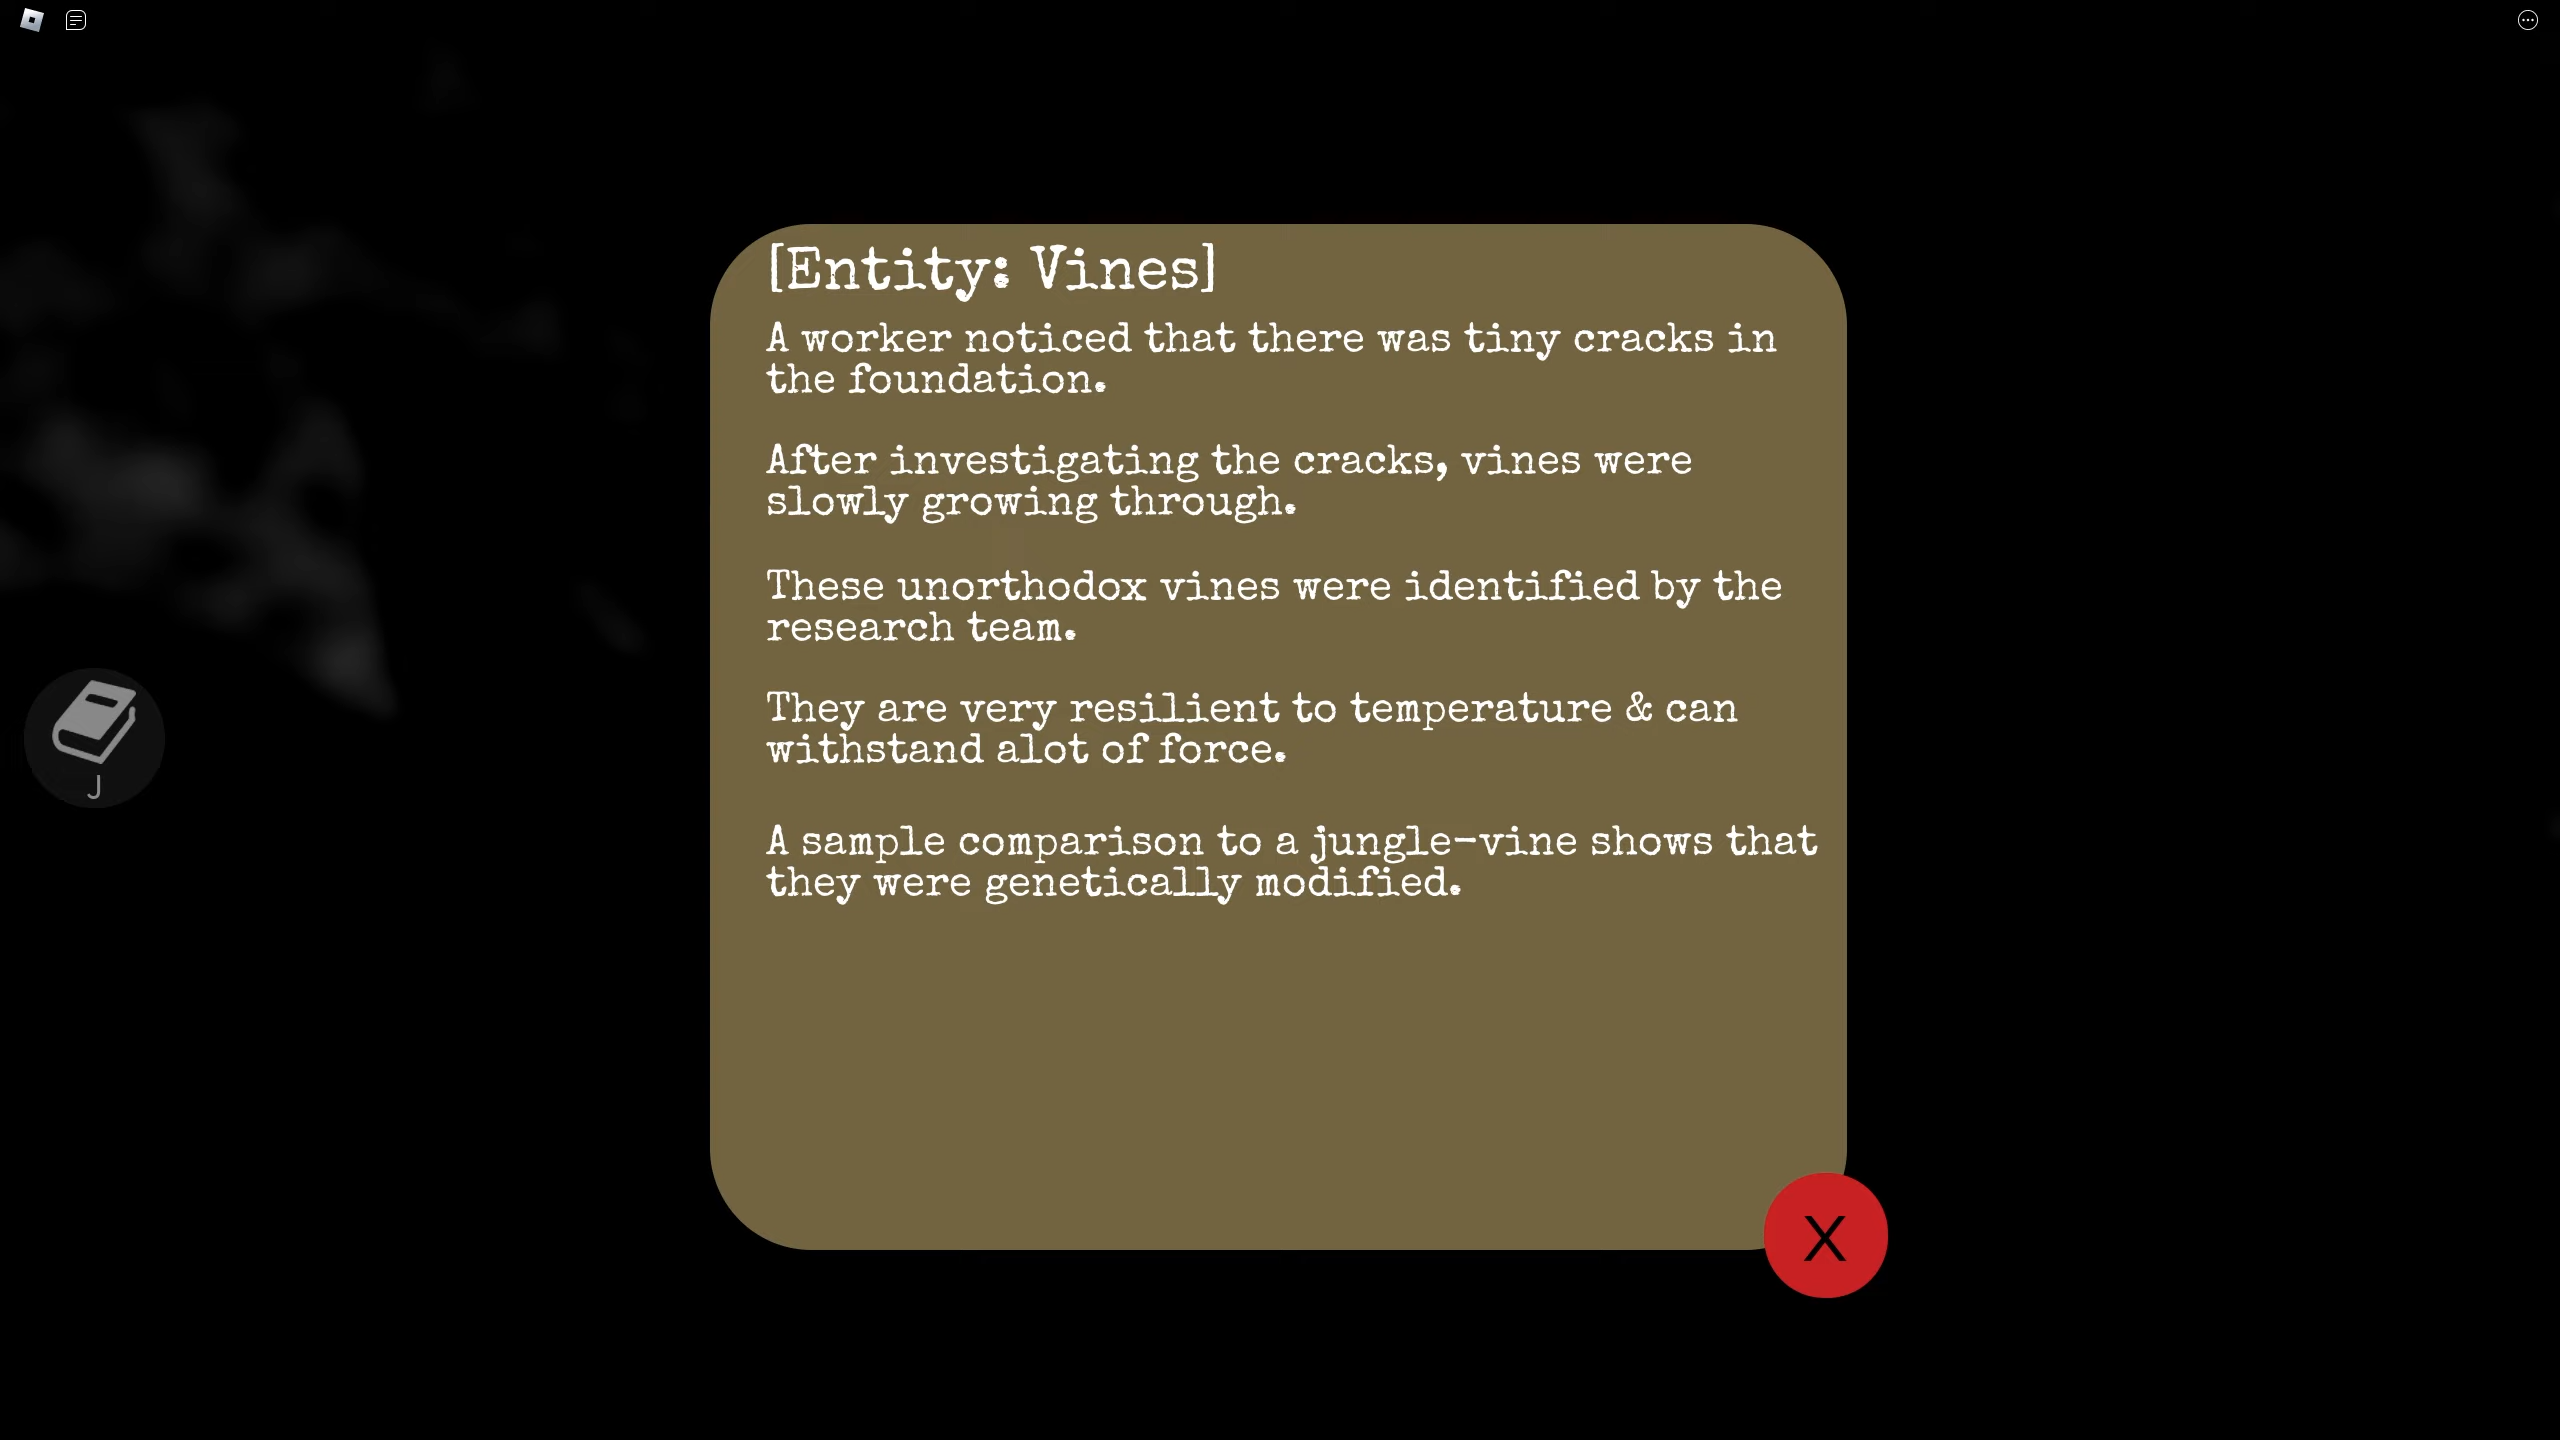 [Entity: Vines]
A worker noticed that there was tiny cracks in
the foundation.
After investigating the cracks, vines were
slowly growing through.
These unorthodox vines were identified by the
research team.
They are very resilient to temperature & can
withstand alot of force.
A sample comparison to a jungle-vine shows that
they were genetically modified.
J
X